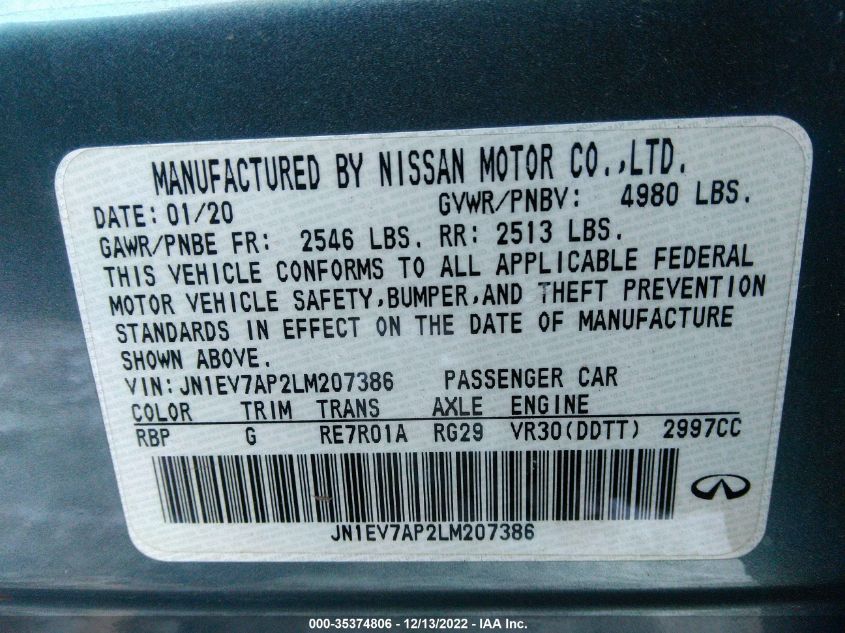 MANUFACTURED BY NISSAN MOTOR CO.,LTD.
DATE: 01/20 GVWR/PNBV: 4980 LBS.
GAWR/PNBE FR: 2546 LBS. RR: 2513 LBS.
THIS VEHICLE CONFORMS TO ALL APPLICABLE FEDERAL
MOTOR VEHICLE SAFETY,BUMPER,AND THEFT PREVENTION
STANDARDS IN EFFECT ON THE DATE OF MANUFACTURE
SHOWN ABOVE.
VIN:JN1EV7AP2LM207386 PASSENGER CAR
COLOR TRIM TRANS AXLE ENGINE
RBP G RE7R01A RG29 VR30(DDTT) 2997CC
JN1EV7AP2LM207386
000-35374806 - 12/13/2022 - IAA Inc.